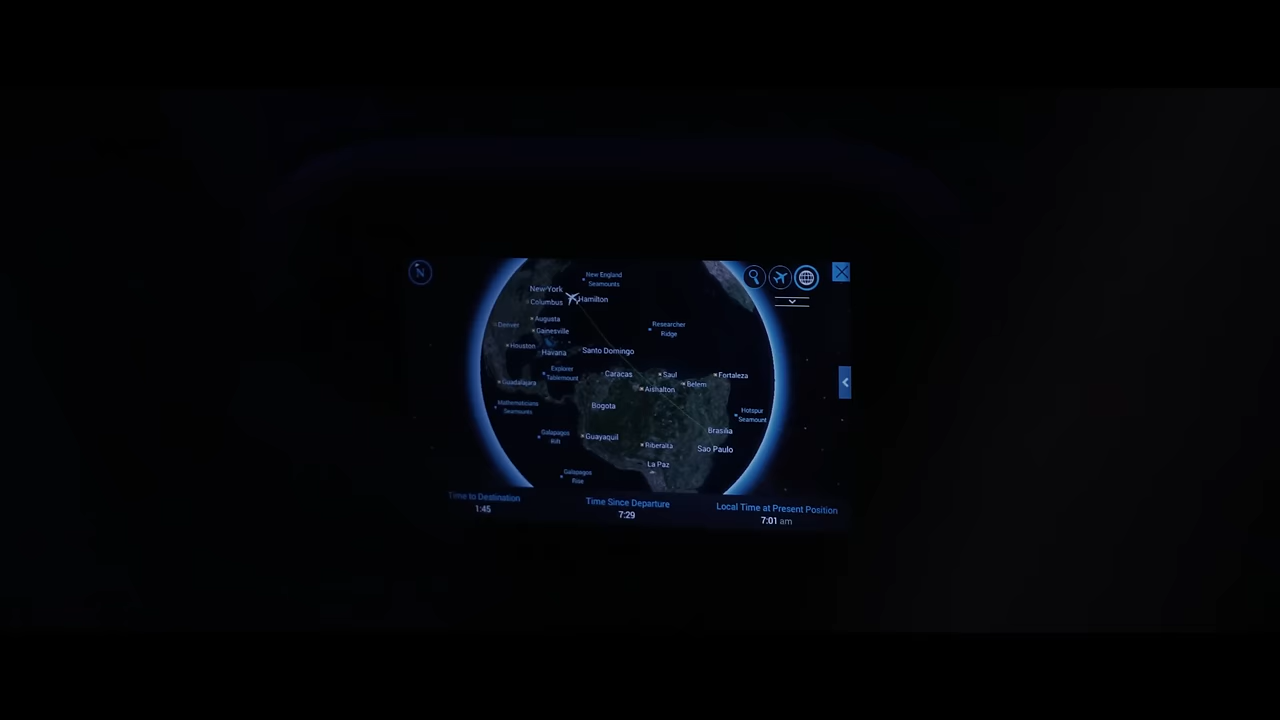 N
New England
Seamounts
New York
Hamilton
Columbus
Augusta
Denver
Gainesville
Researcher
Ridge
Houston
Havana
Santo Domingo
Explorer
Tablemount
Caracas
Saul
Fortaleza
Guadalajara
Aishalton
Belem
Mathematicians
Seamounts
Bogota
Hotspur
Seamount
Galapagos
Rift
Guayaquil
Brasilia
Riberalta
Sao Paulo
La Paz
Galapagos
Rise
Time to Destination
1:45
Time Since Departure
7:29
Local Time at Present Position
7:01 am